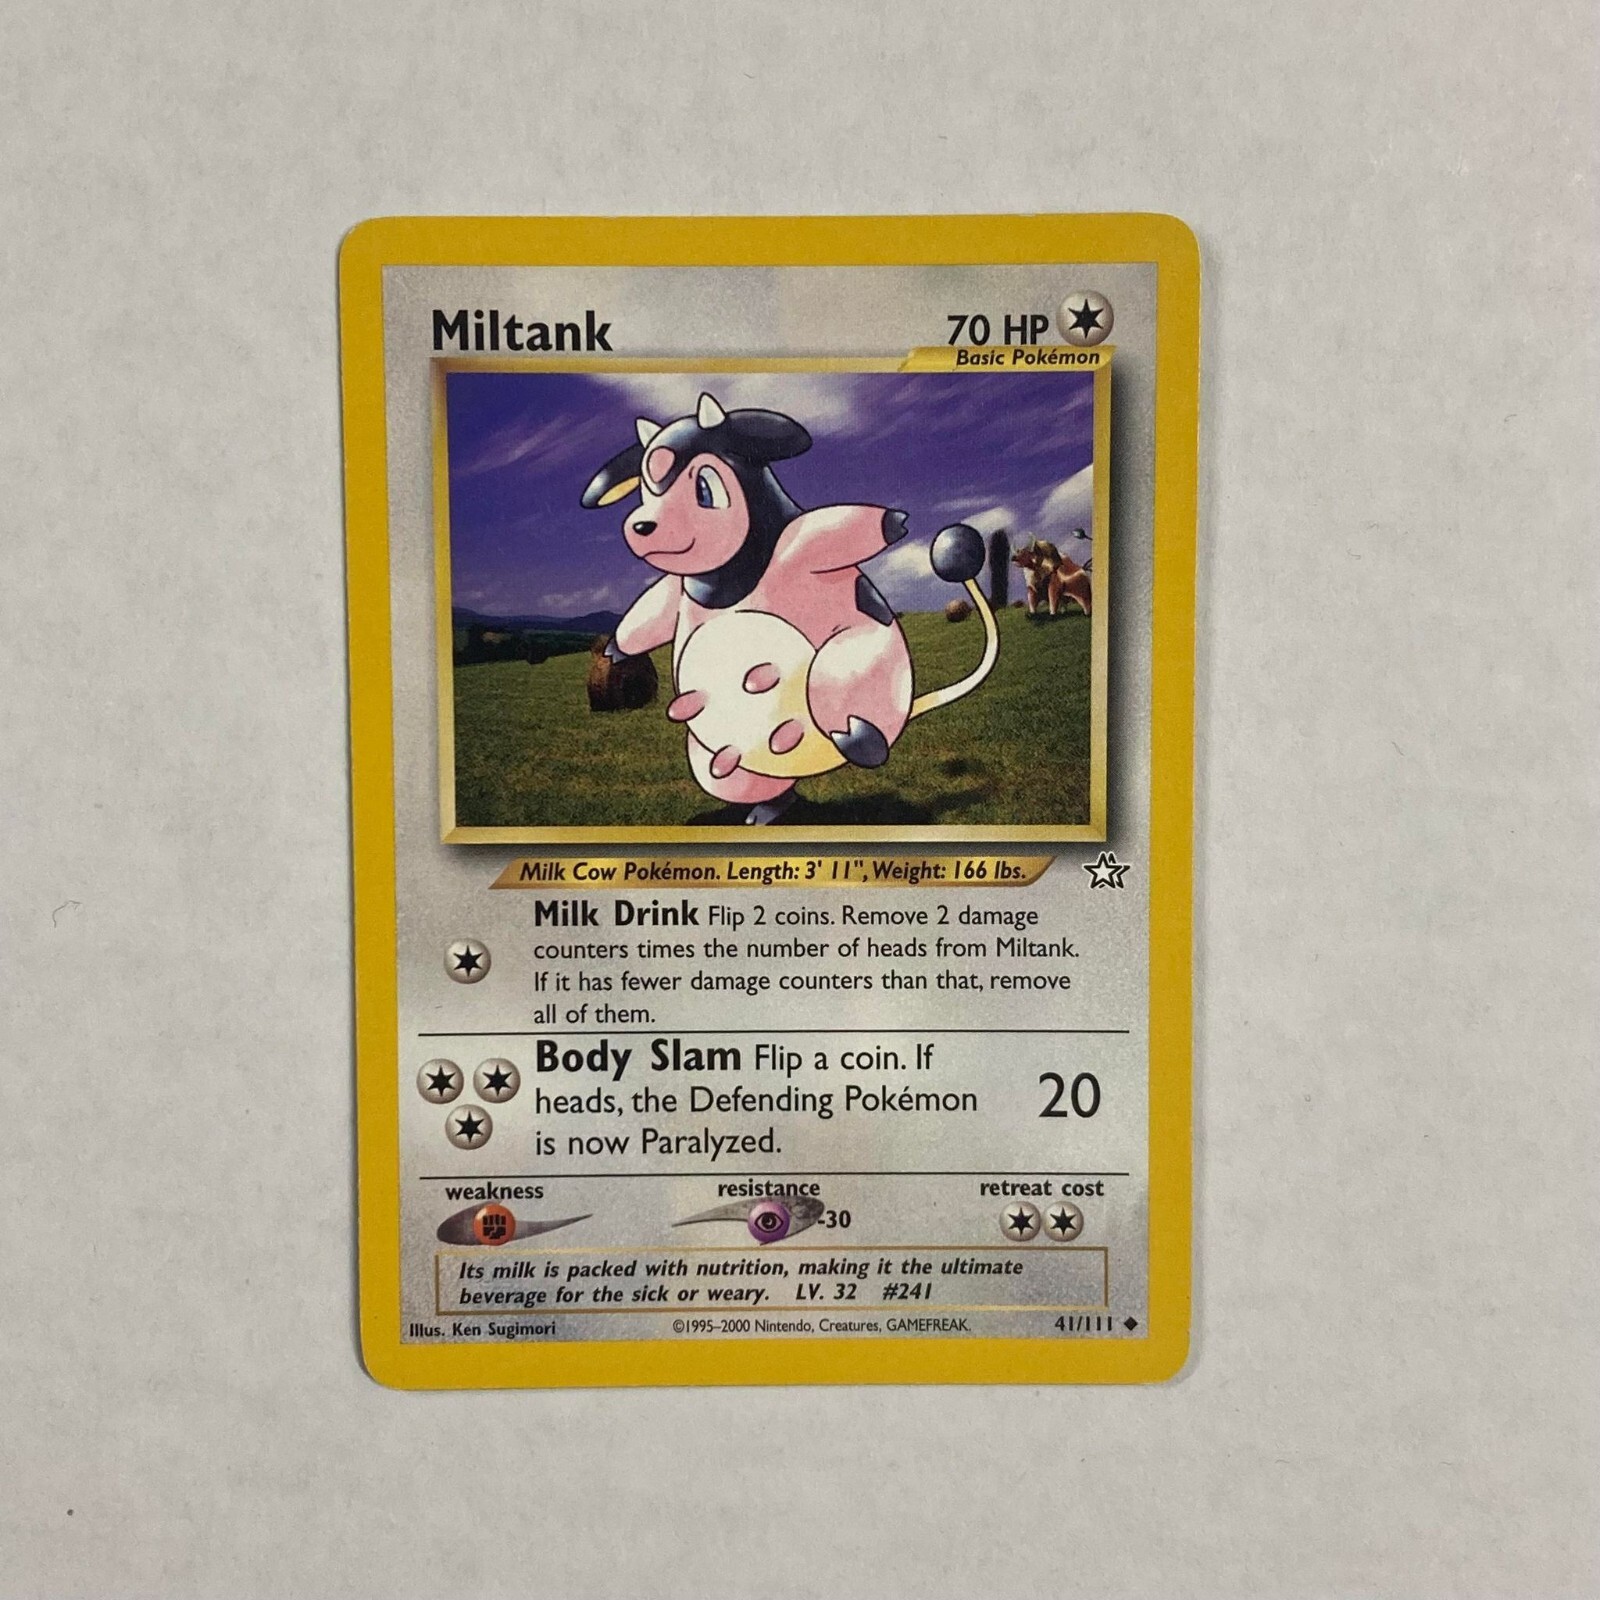 Miltank
70 HP
Basic Pokémon
Milk Cow Pokémon. Length: 3' 11", Weight: 166 lbs.
Milk Drink Flip 2 coins. Remove 2 damage
counters times the number of heads from Miltank.
If it has fewer damage counters than that, remove
all of them.
Body Slam Flip a coin. If
heads, the Defending Pokémon
is now Paralyzed.
20
weakness
resistance
retreat cost
-30
Its milk is packed with nutrition, making it the ultimate
beverage for the sick or weary. LV. 32 #241
Illus. Ken Sugimori
©1995–2000 Nintendo, Creatures, GAMEFREAK.
41/111